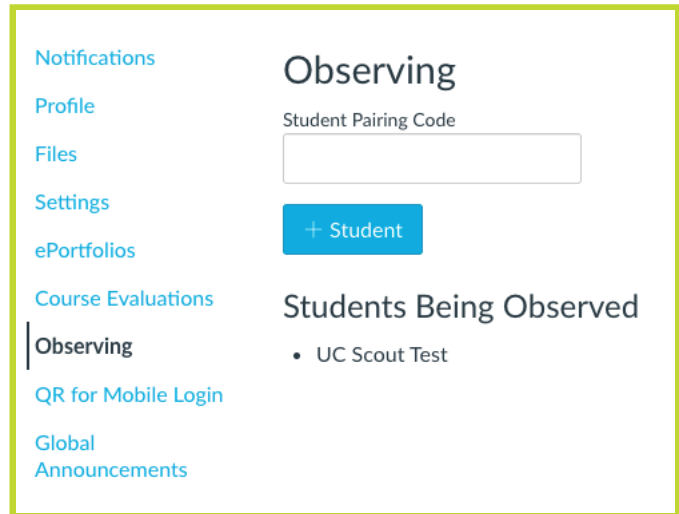 Notifications
Profile
Files
Settings
ePortfolios
Course Evaluations
Observing
QR for Mobile Login
Global
Announcements
Observing
Student Pairing Code
+ Student
Students Being Observed
• UC Scout Test